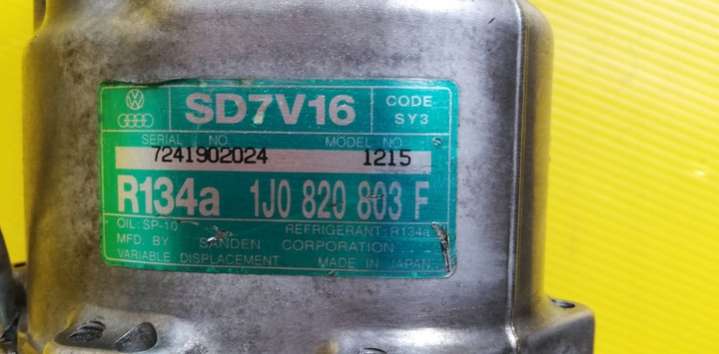 SD7V16
CODE
SY3
SERIAL NO. MODEL NO.
7241902024 1215
R134a 1J0 820 803 F
OIL: SP-10 REFRIGERANT: R134a
MFD. BY SANDEN CORPORATION
VARIABLE DISPLACEMENT MADE IN JAPAN